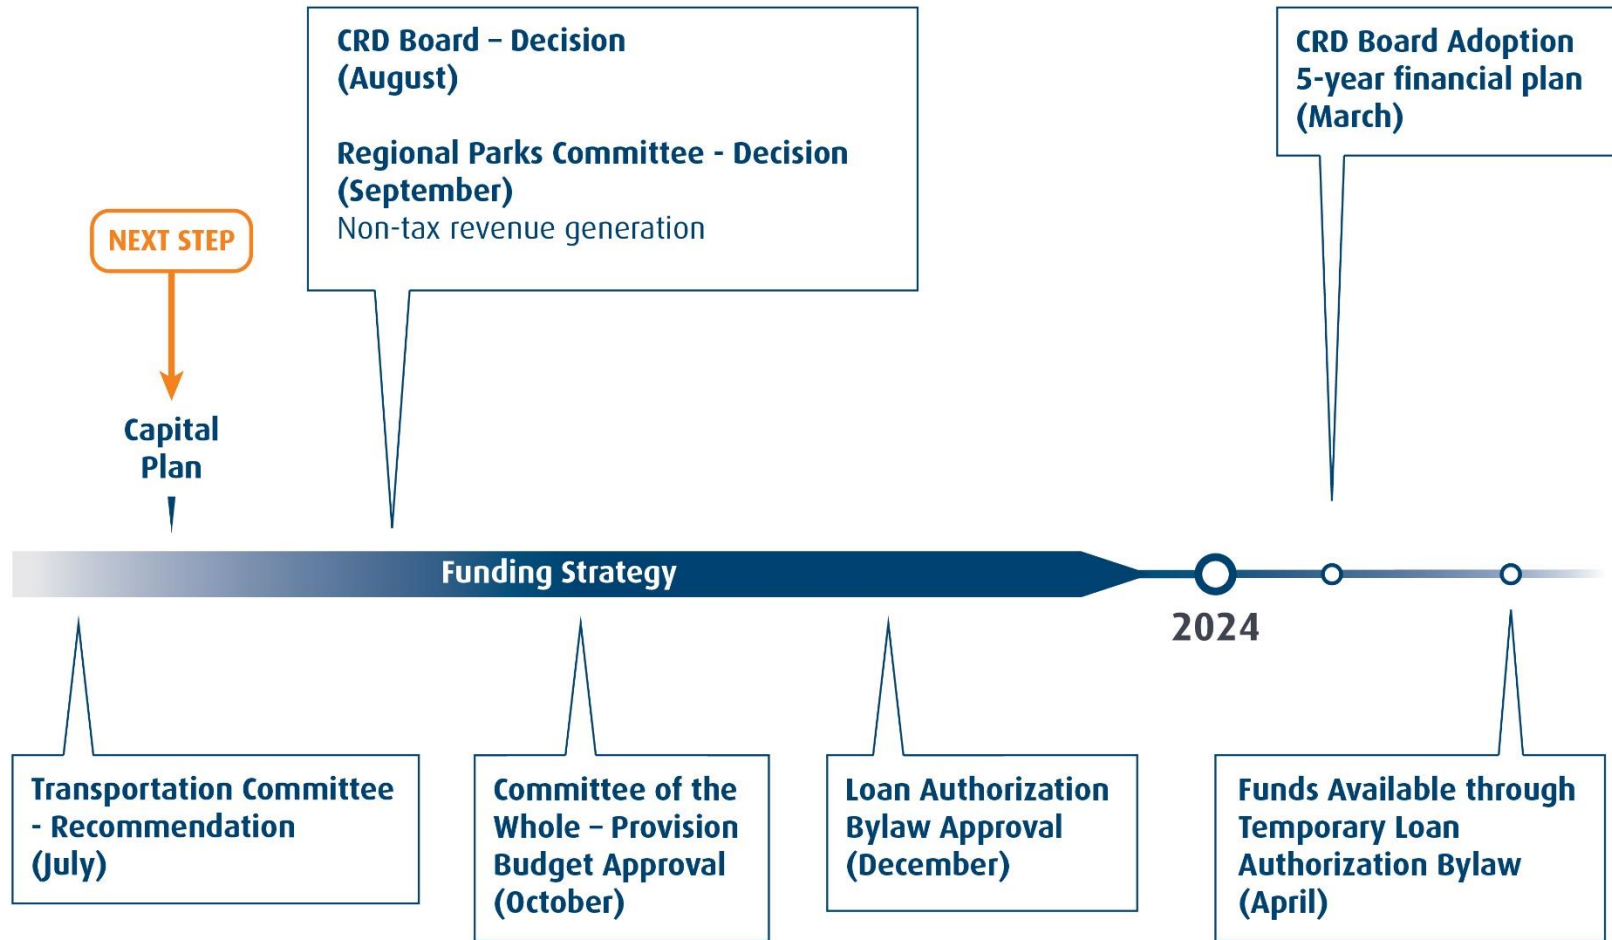 CRD Board – Decision
(August)
Regional Parks Committee - Decision
(September)
Non-tax revenue generation
CRD Board Adoption
5-year financial plan
(March)
NEXT STEP
Capital
Plan
Funding Strategy
2024
Transportation Committee
- Recommendation
(July)
Committee of the
Whole – Provision
Budget Approval
(October)
Loan Authorization
Bylaw Approval
(December)
Funds Available through
Temporary Loan
Authorization Bylaw
(April)